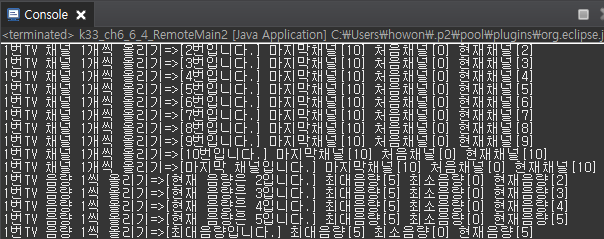 Console
<terminated> k33_ch6_6_4_RemoteMain2 [Java Application] C:₩Users₩howon₩.p2₩pool₩plugins₩org.eclipse.j
1번TV 채널 1개씩 올리기=>[2번입니다.] 마지막채널[10] 처음채널[0] 현재채널[2]
1번TV 채널 1개씩 올리기=>[3번입니다.] 마지막채널[10] 처음채널[0] 현재채널[3]
1번TV 채널 1개씩 올리기=>[4번입니다.] 마지막채널[10] 처음채널[0] 현재채널[4]
1번TV 채널 1개씩 올리기=>[5번입니다.] 마지막채널[10] 처음채널[0] 현재채널[5]
1번TV 채널 1개씩 올리기=>[6번입니다.] 마지막채널[10] 처음채널[0] 현재채널[6]
1번TV 채널 1개씩 올리기=>[7번입니다.] 마지막채널[10] 처음채널[0] 현재채널[7]
1번TV 채널 1개씩 올리기=>[8번입니다.] 마지막채널[10] 처음채널[0] 현재채널[8]
1번TV 채널 1개씩 올리기=>[9번입니다.] 마지막채널[10] 처음채널[0] 현재채널[9]
1번TV 채널 1개씩 올리기=>[10번입니다.] 마지막채널[10] 처음채널[0] 현재채널[10]
1번TV 채널 1개씩 올리기=>[마지막 채널입니다.] 마지막채널[10] 처음채널[0] 현재채널[10]
1번TV 음량 1씩 올리기=>[현재 음량은 2입니다.] 최대음량[5] 최소음량[0] 현재음량[2]
1번TV 음량 1씩 올리기=>[현재 음량은 3입니다.] 최대음량[5] 최소음량[0] 현재음량[3]
1번TV 음량 1씩 올리기=>[현재 음량은 4입니다.] 최대음량[5] 최소음량[0] 현재음량[4]
1번TV 음량 1씩 올리기=>[현재 음량은 5입니다.] 최대음량[5] 최소음량[0] 현재음량[5]
1번TV 음량 1씩 올리기=>[최대음량입니다.] 최대음량[5] 최소음량[0] 현재음량[5]